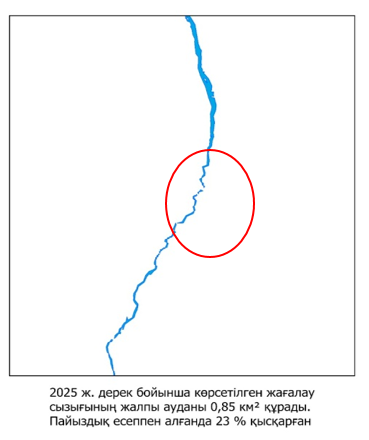 2025 ж. дерек бойынша көрсетілген жағалау
сызығының жалпы ауданы 0,85 км² құрады.
Пайыздық есеппен алғанда 23 % қысқарған